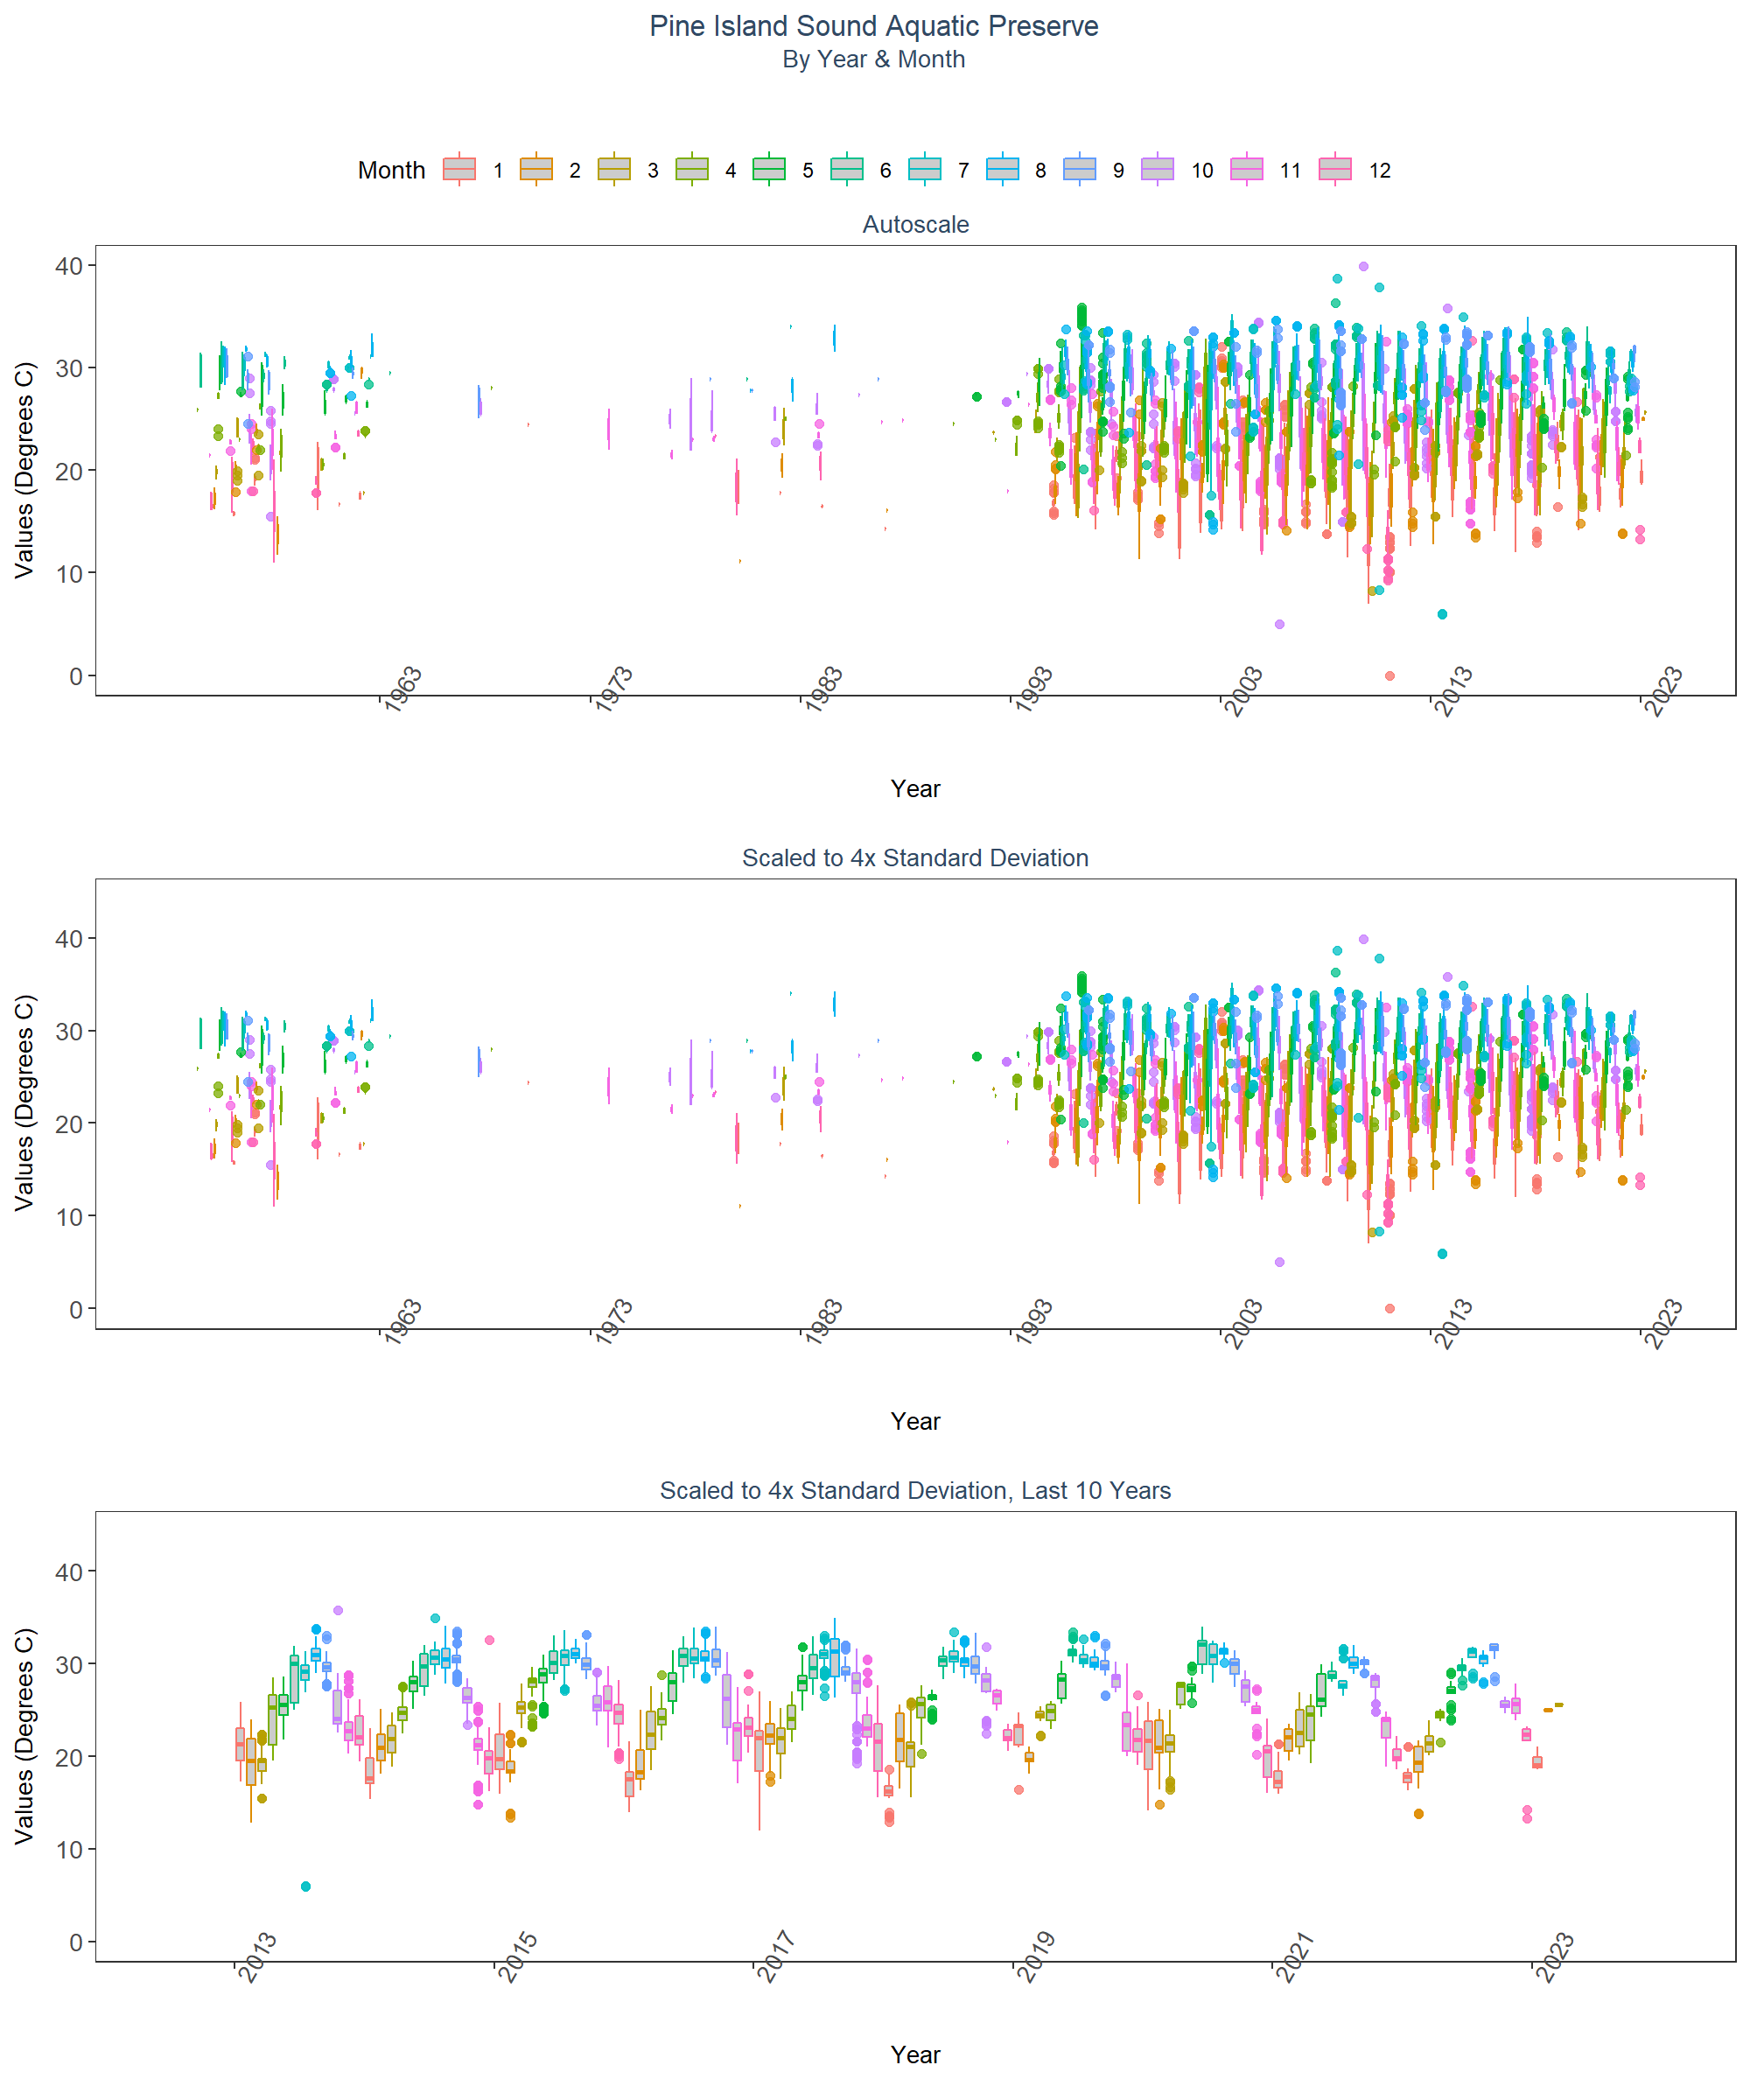 Pine Island Sound Aquatic Preserve
By Year & Month
Month 1 2 3 4 5 6 7 8 9 10 11 12
Autoscale
Values (Degrees C)
40
30
20
10
0
1963 1973 1983 1993 2003 2013 2023
Year
Scaled to 4x Standard Deviation
Values (Degrees C)
40
30
20
10
0
1963 1973 1983 1993 2003 2013 2023
Year
Scaled to 4x Standard Deviation, Last 10 Years
Values (Degrees C)
40
30
20
10
0
2013 2015 2017 2019 2021 2023
Year